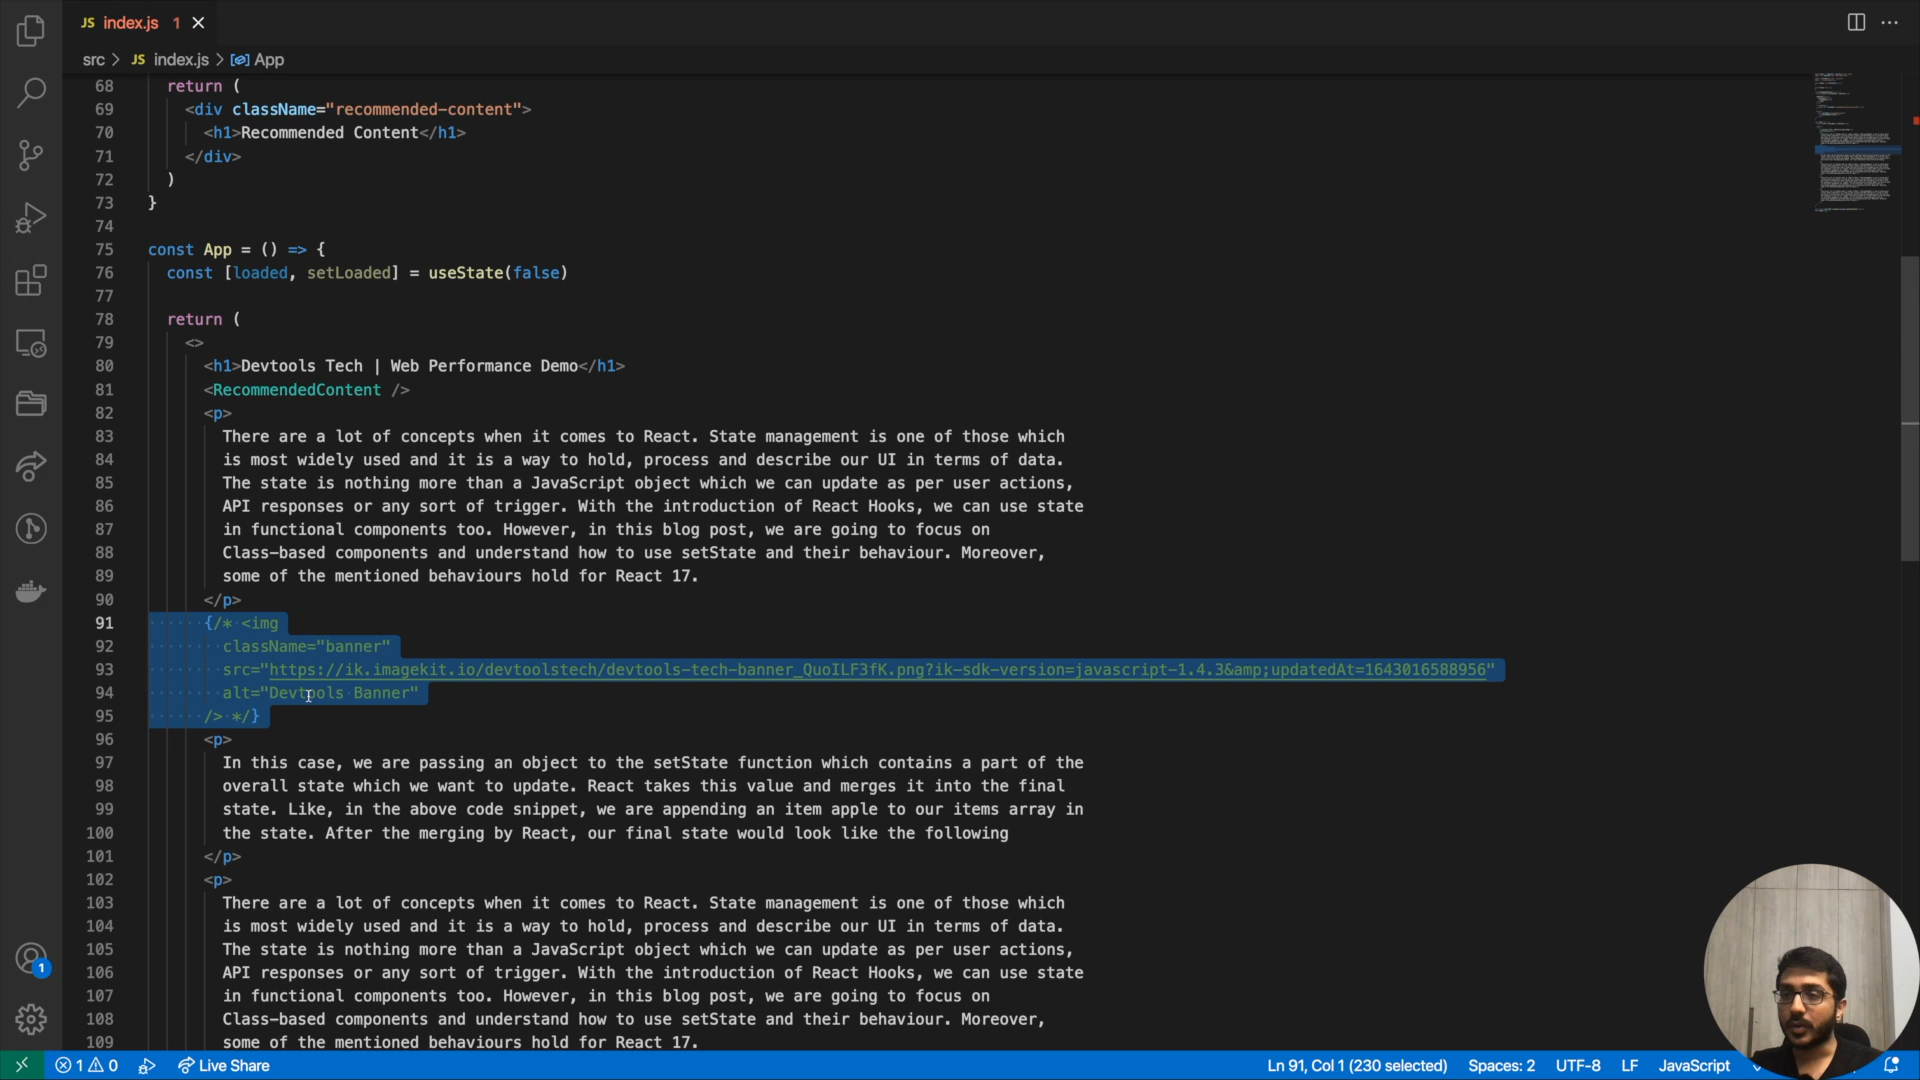 JS index.js 1
src > JS index.js > App
68 return (
69 <div className="recommended-content">
70 <h1>Recommended Content</h1>
71 </div>
72 )
73 }
74
75 const App = () => {
76 const [loaded, setLoaded] = useState(false)
77
78 return (
79 <>
80 <h1>Devtools Tech | Web Performance Demo</h1>
81 <RecommendedContent />
82 <p>
83 There are a lot of concepts when it comes to React. State management is one of those which
84 is most widely used and it is a way to hold, process and describe our UI in terms of data.
85 The state is nothing more than a JavaScript object which we can update as per user actions,
86 API responses or any sort of trigger. With the introduction of React Hooks, we can use state
87 in functional components too. However, in this blog post, we are going to focus on
88 Class-based components and understand how to use setState and their behaviour. Moreover,
89 some of the mentioned behaviours hold for React 17.
90 </p>
91 {/* <img
92 className="banner"
93 src="https://ik.imagekit.io/devtoolstech/devtools-tech-banner_QuoILF3fK.png?ik-sdk-version=javascript-1.4.3&amp;updatedAt=1643016588956"
94 alt="Devtools Banner"
95 /> */}
96 <p>
97 In this case, we are passing an object to the setState function which contains a part of the
98 overall state which we want to update. React takes this value and merges it into the final
99 state. Like, in the above code snippet, we are appending an item apple to our items array in
100 the state. After the merging by React, our final state would look like the following
101 </p>
102 <p>
103 There are a lot of concepts when it comes to React. State management is one of those which
104 is most widely used and it is a way to hold, process and describe our UI in terms of data.
105 The state is nothing more than a JavaScript object which we can update as per user actions,
106 API responses or any sort of trigger. With the introduction of React Hooks, we can use state
107 in functional components too. However, in this blog post, we are going to focus on
108 Class-based components and understand how to use setState and their behaviour. Moreover,
109 some of the mentioned behaviours hold for React 17.
1
1 0 Live Share Ln 91, Col 1 (230 selected) Spaces: 2 UTF-8 LF JavaScript